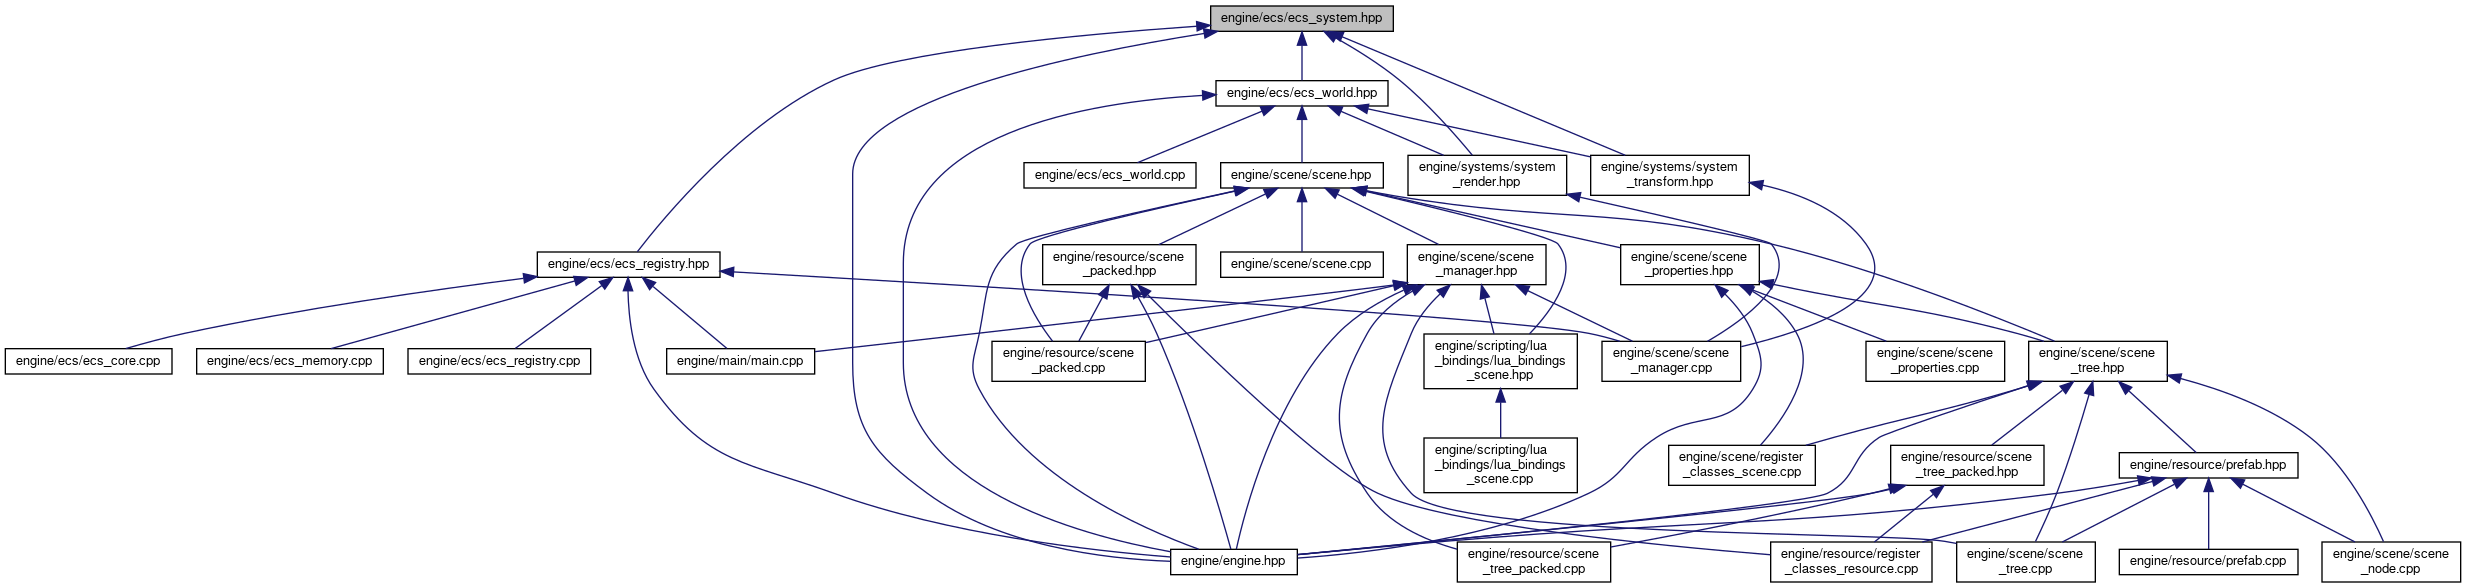 engine/ecs/ecs_system.hpp
engine/ecs/ecs_world.hpp
engine/ecs/ecs_world.cpp
engine/scene/scene.hpp
engine/systems/system
_render.hpp
engine/systems/system
_transform.hpp
engine/ecs/ecs_registry.hpp
engine/resource/scene
_packed.hpp
engine/scene/scene.cpp
engine/scene/scene
_manager.hpp
engine/scene/scene
_properties.hpp
engine/ecs/ecs_core.cpp
engine/ecs/ecs_memory.cpp
engine/ecs/ecs_registry.cpp
engine/main/main.cpp
engine/resource/scene
_packed.cpp
engine/scripting/lua
_bindings/lua_bindings
_scene.hpp
engine/scene/scene
_manager.cpp
engine/scene/scene
_properties.cpp
engine/scene/scene
_tree.hpp
engine/scripting/lua
_bindings/lua_bindings
_scene.cpp
engine/scene/register
_classes_scene.cpp
engine/resource/scene
_tree_packed.hpp
engine/resource/prefab.hpp
engine/engine.hpp
engine/resource/scene
_tree_packed.cpp
engine/resource/register
_classes_resource.cpp
engine/scene/scene
_tree.cpp
engine/resource/prefab.cpp
engine/scene/scene
_node.cpp